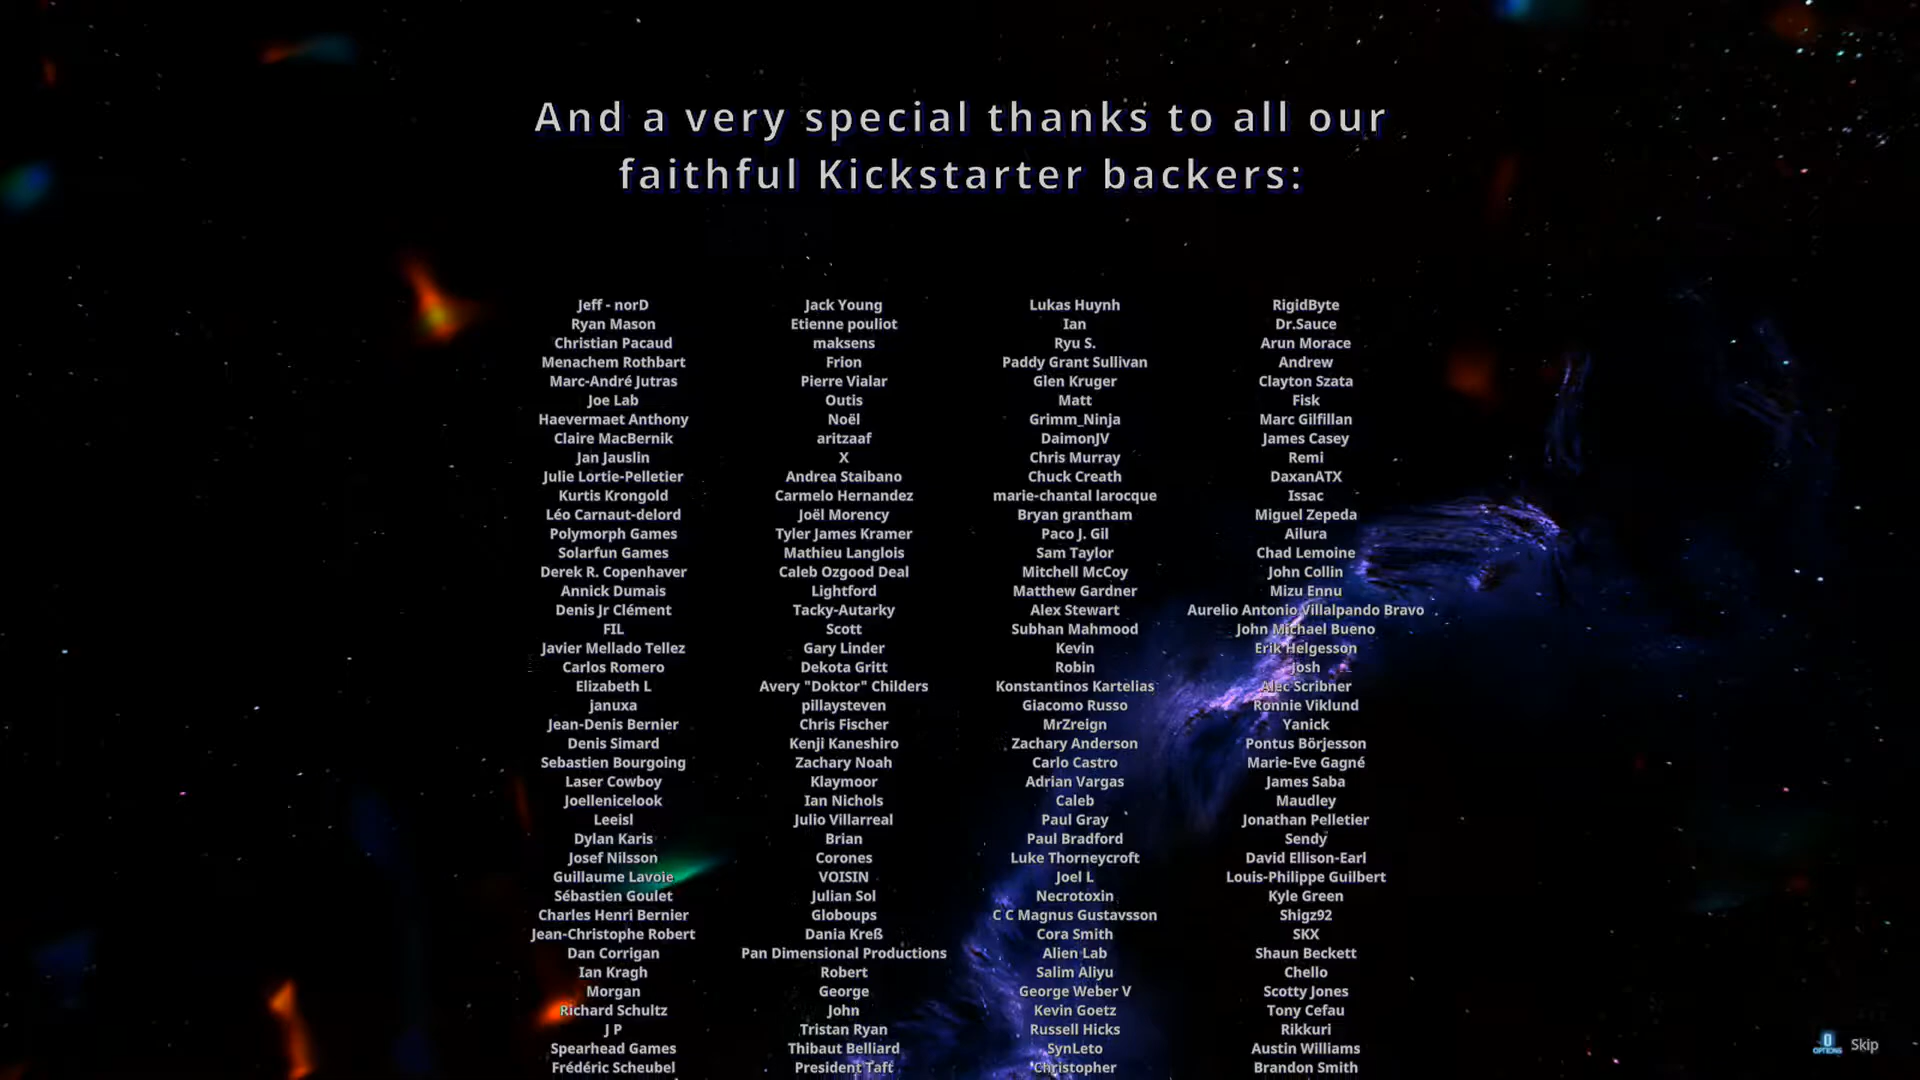 And a very special thanks to all our
faithful Kickstarter backers:
Jeff - norD
Ryan Mason
Christian Pacaud
Menachem Rothbart
Marc-André Jutras
Joe Lab
Haevermaet Anthony
Claire MacBernik
Jan Jauslin
Julie Lortie-Pelletier
Kurtis Krongold
Léo Carnaut-delord
Polymorph Games
Solarfun Games
Derek R. Copenhaver
Annick Dumais
Denis Jr Clément
FIL
Javier Mellado Tellez
Carlos Romero
Elizabeth L
januxa
Jean-Denis Bernier
Denis Simard
Sebastien Bourgoing
Laser Cowboy
Joellenicelook
Leeisl
Dylan Karis
Josef Nilsson
Guillaume Lavoie
Sébastien Goulet
Charles Henri Bernier
Jean-Christophe Robert
Dan Corrigan
Ian Kragh
Morgan
Richard Schultz
J P
Spearhead Games
Frédéric Scheubel
Jack Young
Etienne pouliot
maksens
Frion
Pierre Vialar
Outis
Noël
aritzaaf
X
Andrea Staibano
Carmelo Hernandez
Joël Morency
Tyler James Kramer
Mathieu Langlois
Caleb Ozgood Deal
Lightford
Tacky-Autarky
Scott
Gary Linder
Dekota Gritt
Avery "Doktor" Childers
pillaysteven
Chris Fischer
Kenji Kaneshiro
Zachary Noah
Klaymoor
Ian Nichols
Julio Villarreal
Brian
Corones
VOISIN
Julian Sol
Globoups
Dania Kreß
Pan Dimensional Productions
Robert
George
John
Tristan Ryan
Thibaut Belliard
President Taft
Lukas Huynh
Ian
Ryu S.
Paddy Grant Sullivan
Glen Kruger
Matt
Grimm_Ninja
DaimonJV
Chris Murray
Chuck Creath
marie-chantal larocque
Bryan grantham
Paco J. Gil
Sam Taylor
Mitchell McCoy
Matthew Gardner
Alex Stewart
Subhan Mahmood
Kevin
Robin
Konstantinos Kartelias
Giacomo Russo
MrZreign
Zachary Anderson
Carlo Castro
Adrian Vargas
Caleb
Paul Gray
Paul Bradford
Luke Thorneycroft
Joel L
Necrotoxin
C C Magnus Gustavsson
Cora Smith
Alien Lab
Salim Aliyu
George Weber V
Kevin Goetz
Russell Hicks
SynLeto
Christopher
RigidByte
Dr.Sauce
Arun Morace
Andrew
Clayton Szata
Fisk
Marc Gilfillan
James Casey
Remi
DaxanATX
Issac
Miguel Zepeda
Ailura
Chad Lemoine
John Collin
Mizu Ennu
Aurelio Antonio Villalpando Bravo
John Michael Bueno
Erik Helgesson
Josh
Alec Scribner
Ronnie Viklund
Yanick
Pontus Börjesson
Marie-Eve Gagné
James Saba
Maudley
Jonathan Pelletier
Sendy
David Ellison-Earl
Louis-Philippe Guilbert
Kyle Green
Shigz92
SKX
Shaun Beckett
Chello
Scotty Jones
Tony Cefau
Rikkuri
Austin Williams
Brandon Smith
OPTIONS Skip